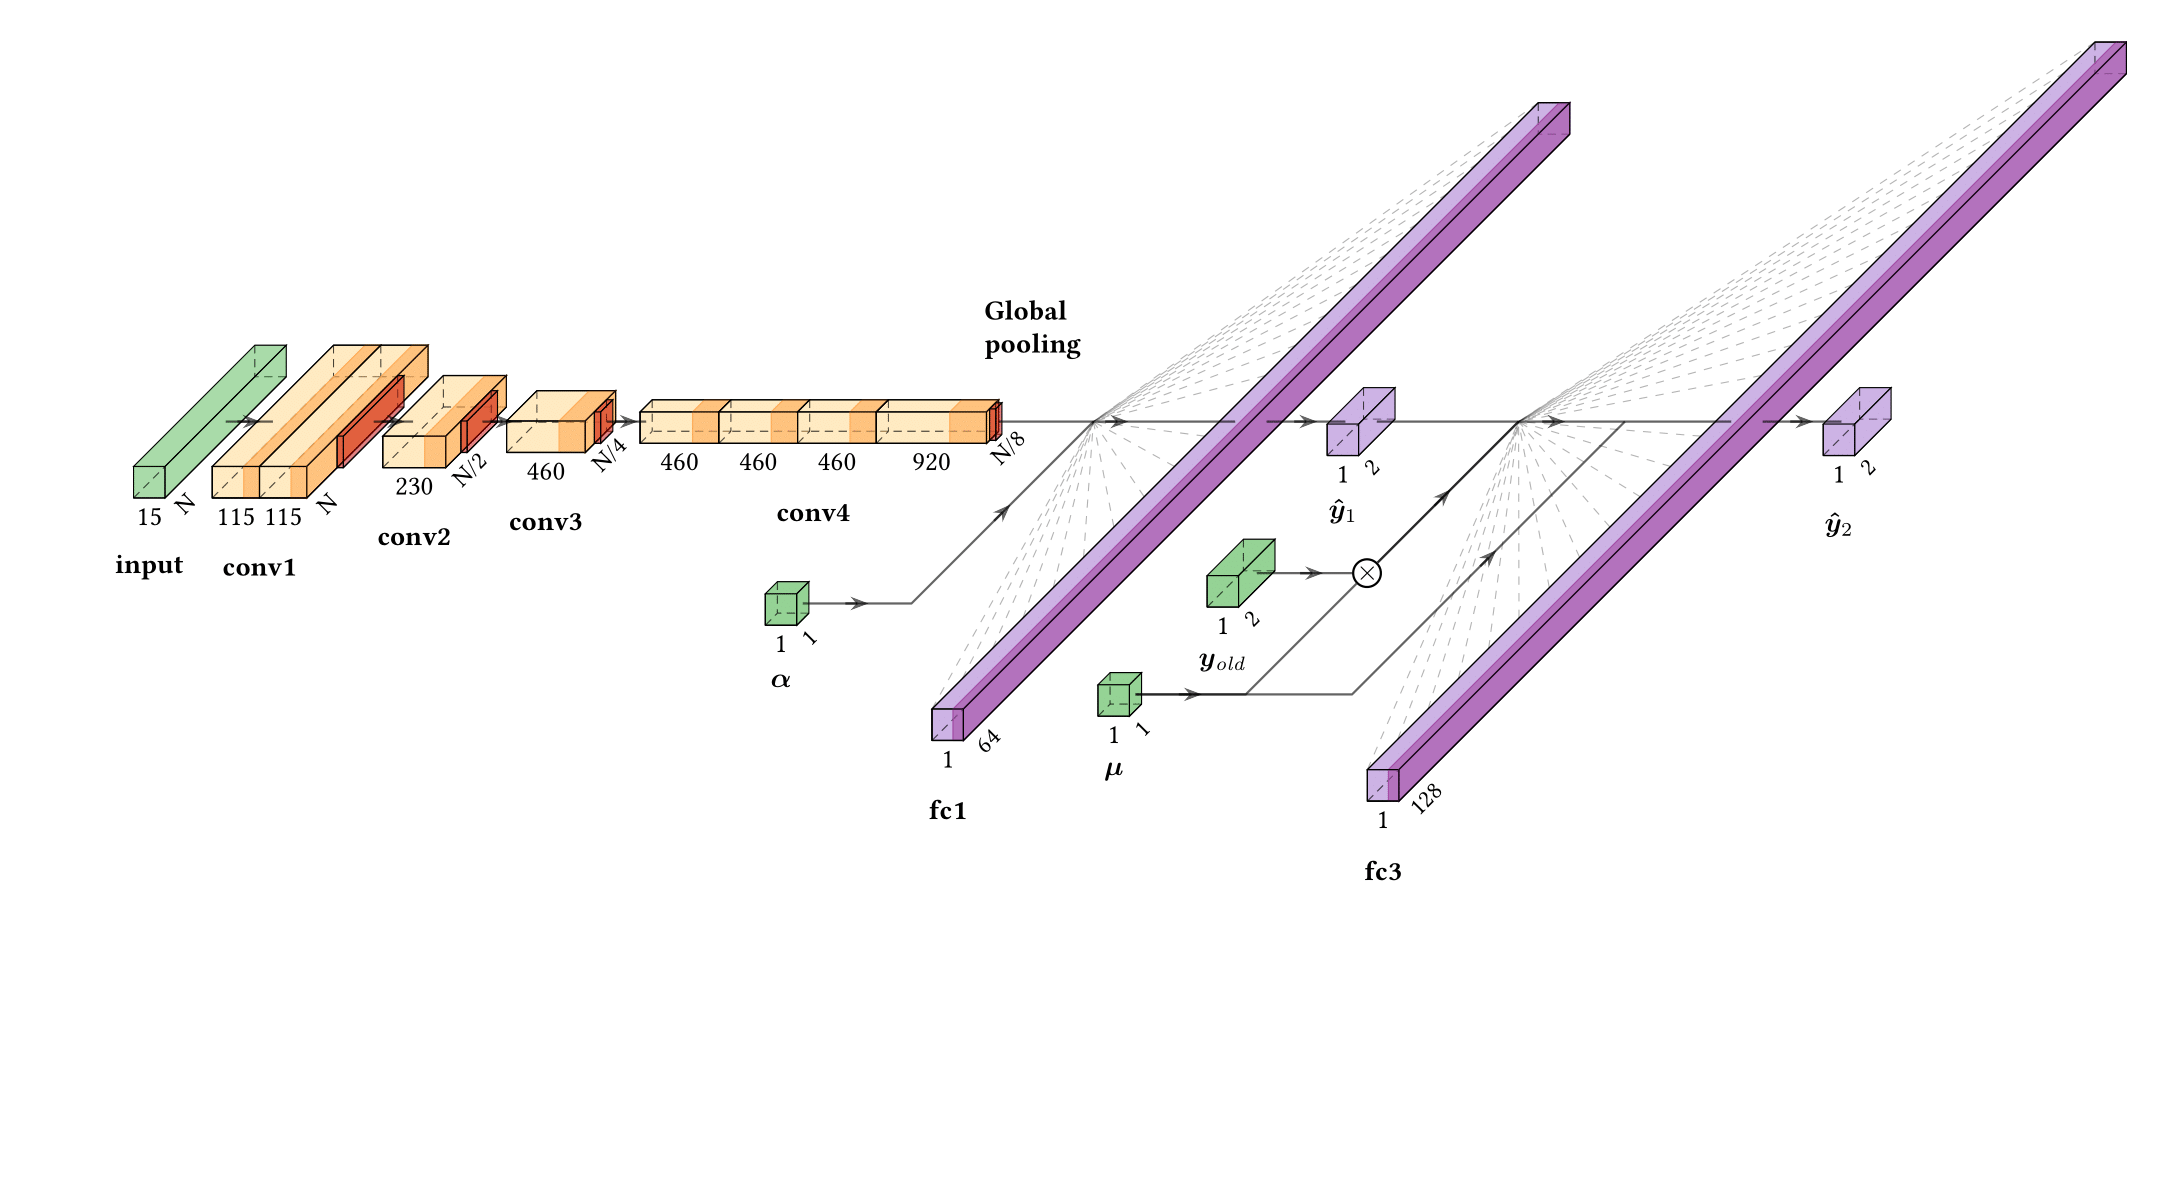 Global
pooling
15 N
input
115 115 N
conv1
230 N/2
conv2
460 N/4
conv3
460 460 460 920 N/8
conv4
1 1
α
1 64
fc1
1 2
ŷ₁
1 2
y_old
1 1
μ
1 128
fc3
1 2
ŷ₂